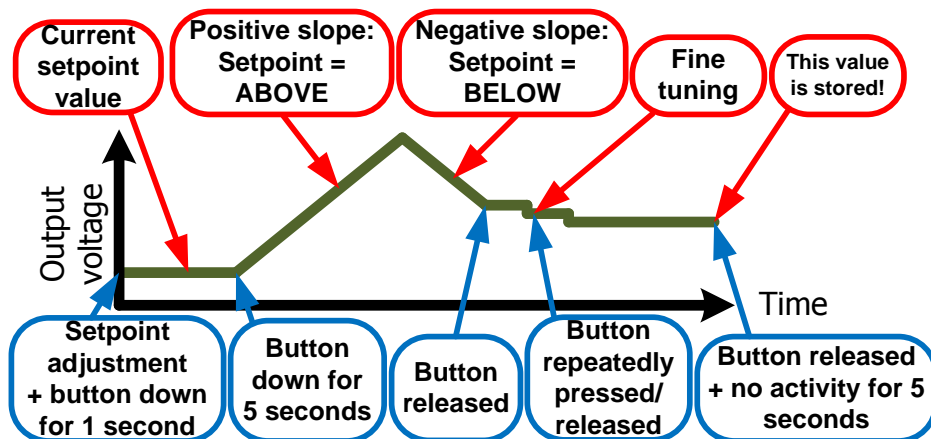 Current
setpoint
value
Positive slope:
Setpoint =
ABOVE
Negative slope:
Setpoint =
BELOW
Fine
tuning
This value
is stored!
Output
voltage
Time
Setpoint
adjustment
+ button down
for 1 second
Button
down for
5 seconds
Button
released
Button
repeatedly
pressed/
released
Button released
+ no activity for 5
seconds